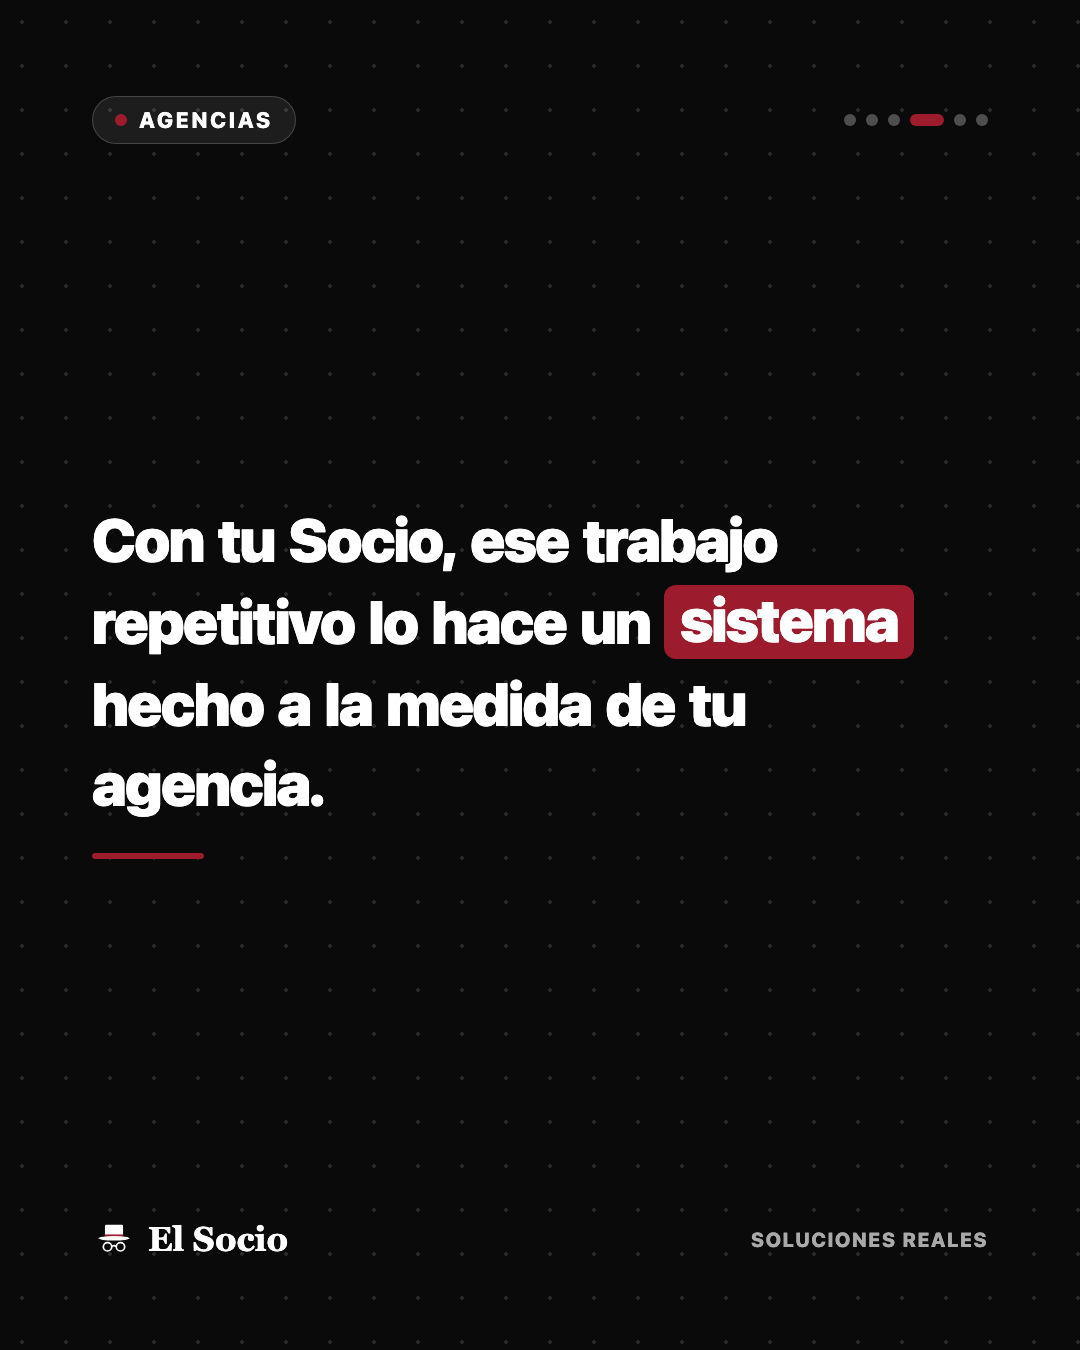 AGENCIAS
Con tu Socio, ese trabajo
repetitivo lo hace un sistema
hecho a la medida de tu
agencia.
El Socio
SOLUCIONES REALES